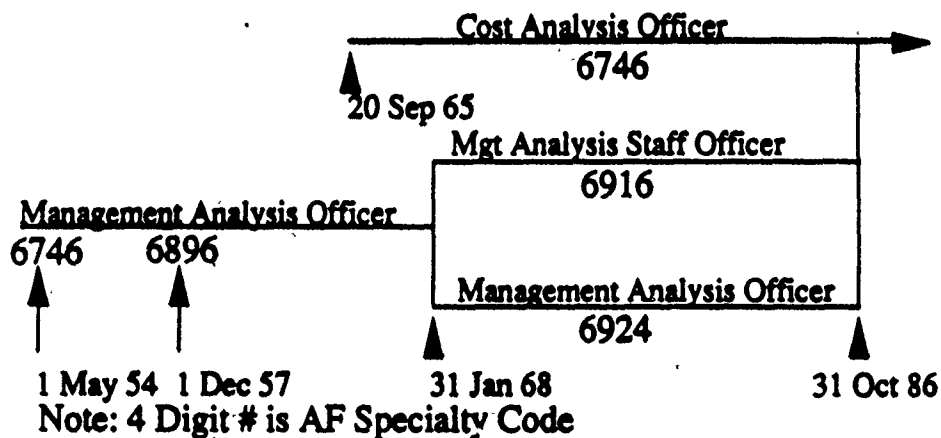 Cost Analysis Officer
6746
20 Sep 65
Mgt Analysis Staff Officer
6916
Management Analysis Officer
6746 6896
Management Analysis Officer
6924
1 May 54 1 Dec 57 31 Jan 68 31 Oct 86
Note: 4 Digit # is AF Specialty Code